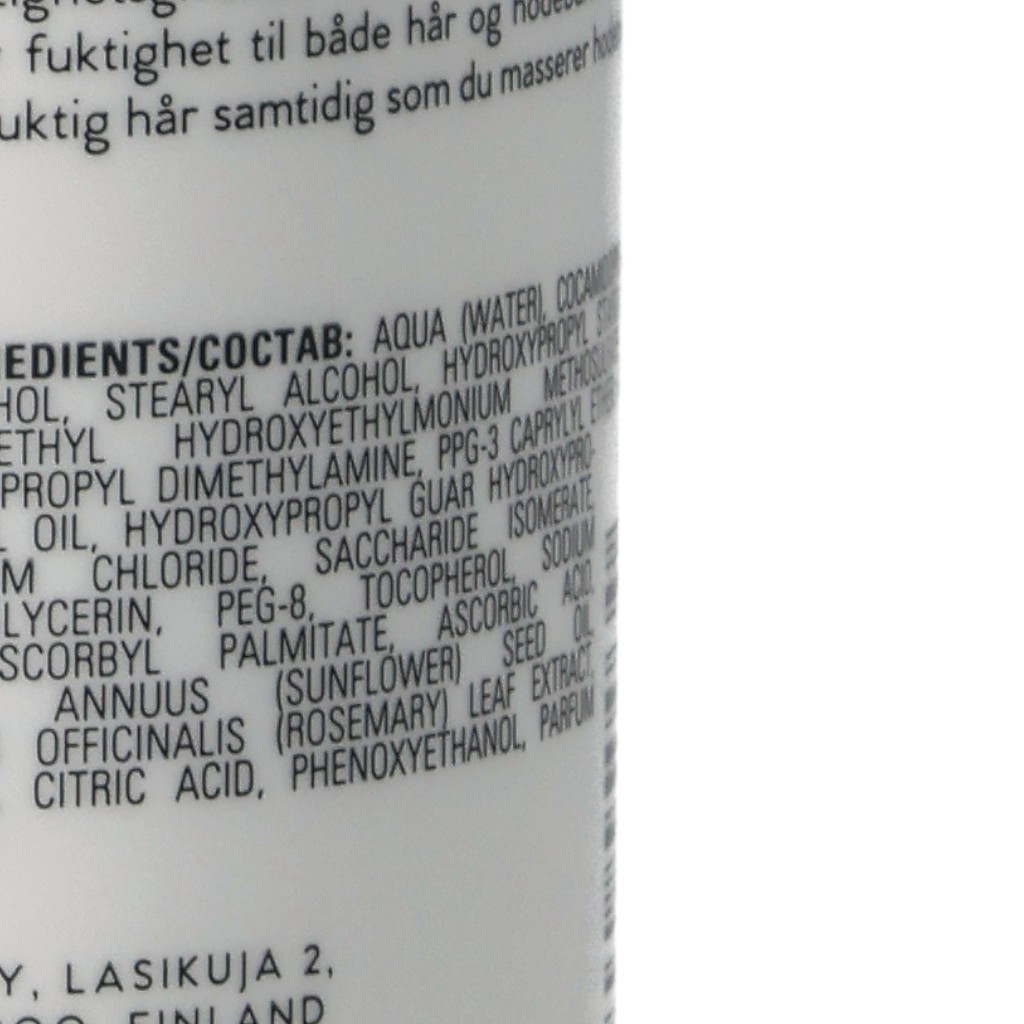 fuktighet til både hår og
uktig hår samtidig som du masserer
EDIENTS/СОСТАВ: AQUA (WATER),
HOL, STEARYL ALCOHOL, HYDROXYPROPYL
ETHYL HYDROXYETHYLMONIUM
PROPYL DIMETHYLAMINE, PPG-3 CAPRYLYL
OIL, HYDROXYPROPYL GUAR HYDROXYPRO-
M CHLORIDE, SACCHARIDE ISOMERATE
LYCERIN, PEG-8, TOCOPHEROL, SODIUM
SCORBYL PALMITATE, ASCORBIC ACID,
ANNUUS (SUNFLOWER) SEED OIL
OFFICINALIS (ROSEMARY) LEAF EXTRACT,
CITRIC ACID, PHENOXYETHANOL, PARFUM
Y, LASIKUJA 2,
FINLAND